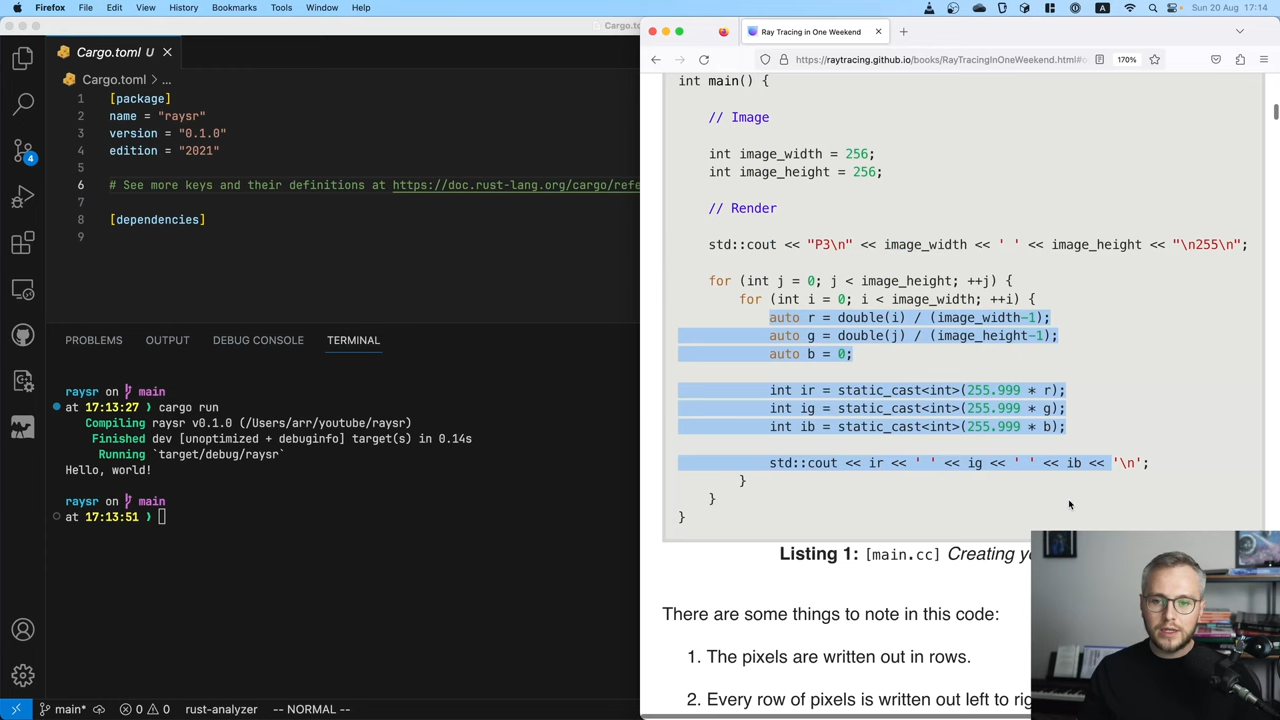 Firefox File Edit View History Bookmarks Tools Window Help
A Sun 20 Aug 17:14
Cargo.to
Cargo.toml U
Cargo.toml > ...
1 [package]
2 name = "raysr"
3 version = "0.1.0"
4 edition = "2021"
5
6 # See more keys and their definitions at https://doc.rust-lang.org/cargo/refe
7
8 [dependencies]
9
4
PROBLEMS OUTPUT DEBUG CONSOLE TERMINAL
raysr on main
at 17:13:27 ❯ cargo run
Compiling raysr v0.1.0 (/Users/arr/youtube/raysr)
Finished dev [unoptimized + debuginfo] target(s) in 0.14s
Running `target/debug/raysr`
Hello, world!
raysr on main
at 17:13:51 ❯
main* 0 0 rust-analyzer -- NORMAL --
Ray Tracing in One Weekend
https://raytracing.github.io/books/RayTracingInOneWeekend.html#o 170%
int main() {
// Image
int image_width = 256;
int image_height = 256;
// Render
std::cout << "P3\n" << image_width << ' ' << image_height << "\n255\n";
for (int j = 0; j < image_height; ++j) {
for (int i = 0; i < image_width; ++i) {
auto r = double(i) / (image_width-1);
auto g = double(j) / (image_height-1);
auto b = 0;
int ir = static_cast<int>(255.999 * r);
int ig = static_cast<int>(255.999 * g);
int ib = static_cast<int>(255.999 * b);
std::cout << ir << ' ' << ig << ' ' << ib << '\n';
}
}
}
Listing 1: [main.cc] Creating yo
There are some things to note in this code:
1. The pixels are written out in rows.
2. Every row of pixels is written out left to rig